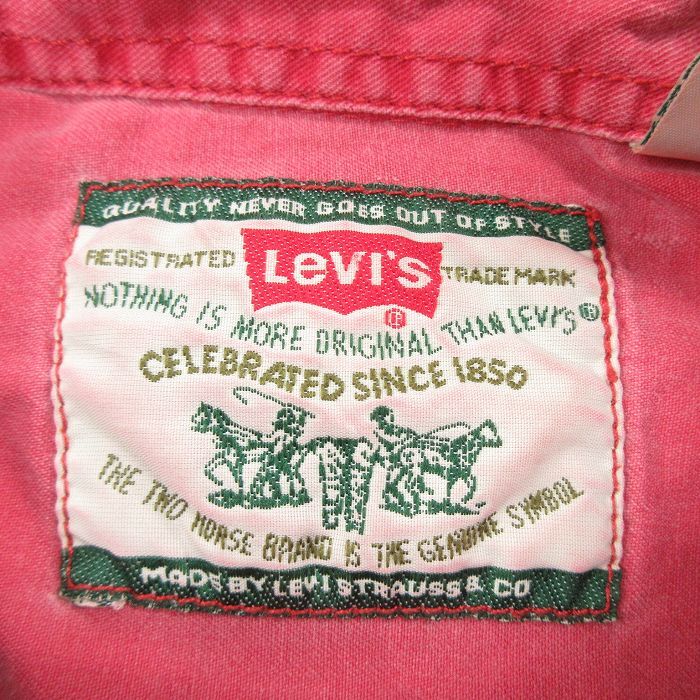 QUALITY NEVER GOES OUT OF STYLE
REGISTRATED LEVI'S ® TRADE MARK
NOTHING IS MORE ORIGINAL THAN LEVI'S ®
CELEBRATED SINCE 1850
THE TWO HORSE BRAND IS THE GENUINE SYMBOL
MADE BY LEVI STRAUSS & CO